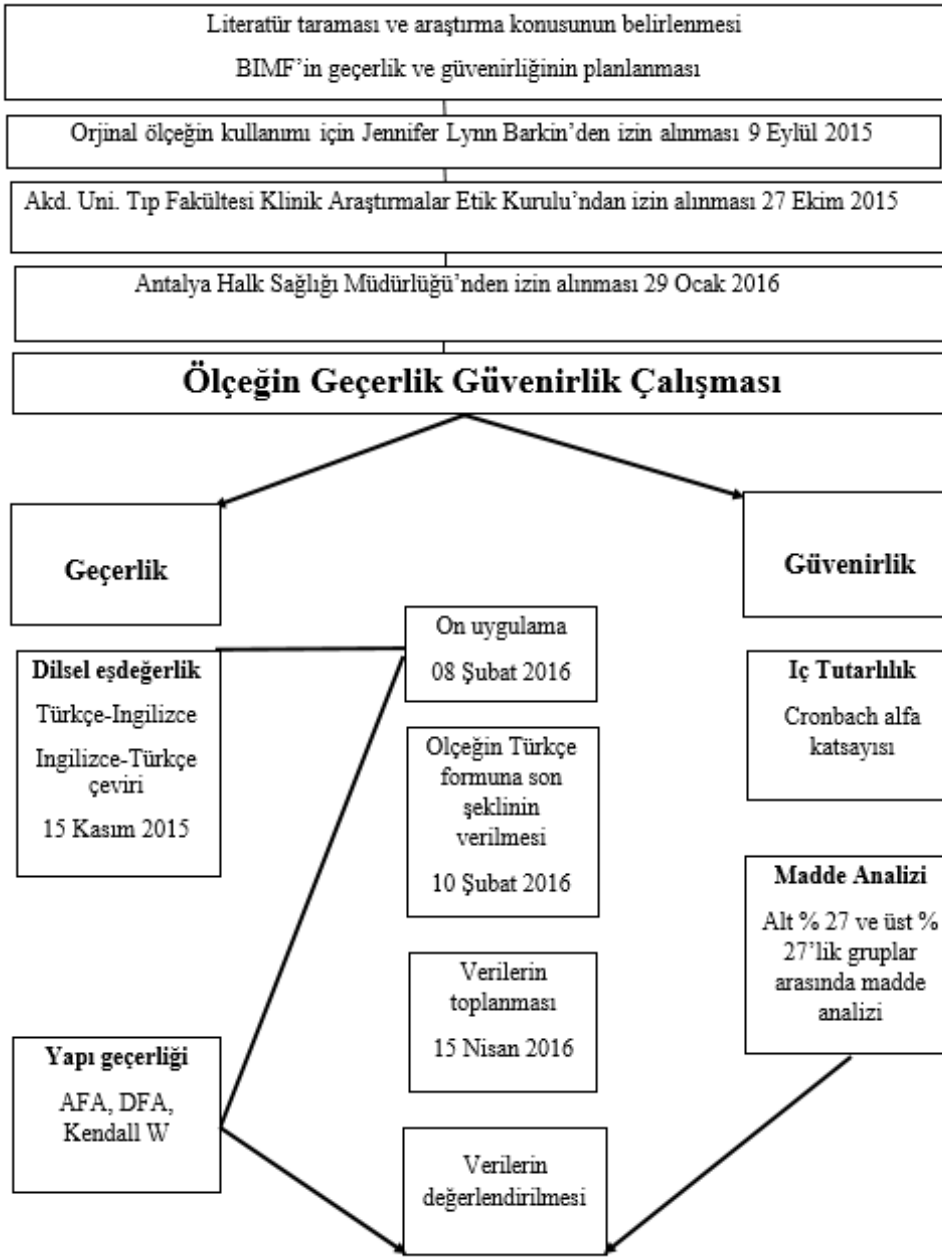 Literatür taraması ve araştırma konusunun belirlenmesi
BIMF'in geçerlik ve güvenirliğinin planlanması
Orjinal ölçeğin kullanımı için Jennifer Lynn Barkin'den izin alınması 9 Eylül 2015
Akd. Uni. Tıp Fakültesi Klinik Araştırmalar Etik Kurulu'ndan izin alınması 27 Ekim 2015
Antalya Halk Sağlığı Müdürlüğü'nden izin alınması 29 Ocak 2016
Ölçeğin Geçerlik Güvenirlik Çalışması
Geçerlik
Güvenirlik
Dilsel eşdeğerlik
Türkçe-Ingilizce
Ingilizce-Türkçe
çeviri
15 Kasım 2015
Yapı geçerliği
AFA, DFA,
Kendall W
On uygulama
08 Şubat 2016
Olçeğin Türkçe
formuna son
şeklinin
verilmesi
10 Şubat 2016
Verilerin
toplanması
15 Nisan 2016
Verilerin
değerlendirilmesi
Iç Tutarlılık
Cronbach alfa
katsayısı
Madde Analizi
Alt % 27 ve üst %
27'lik gruplar
arasında madde
analizi